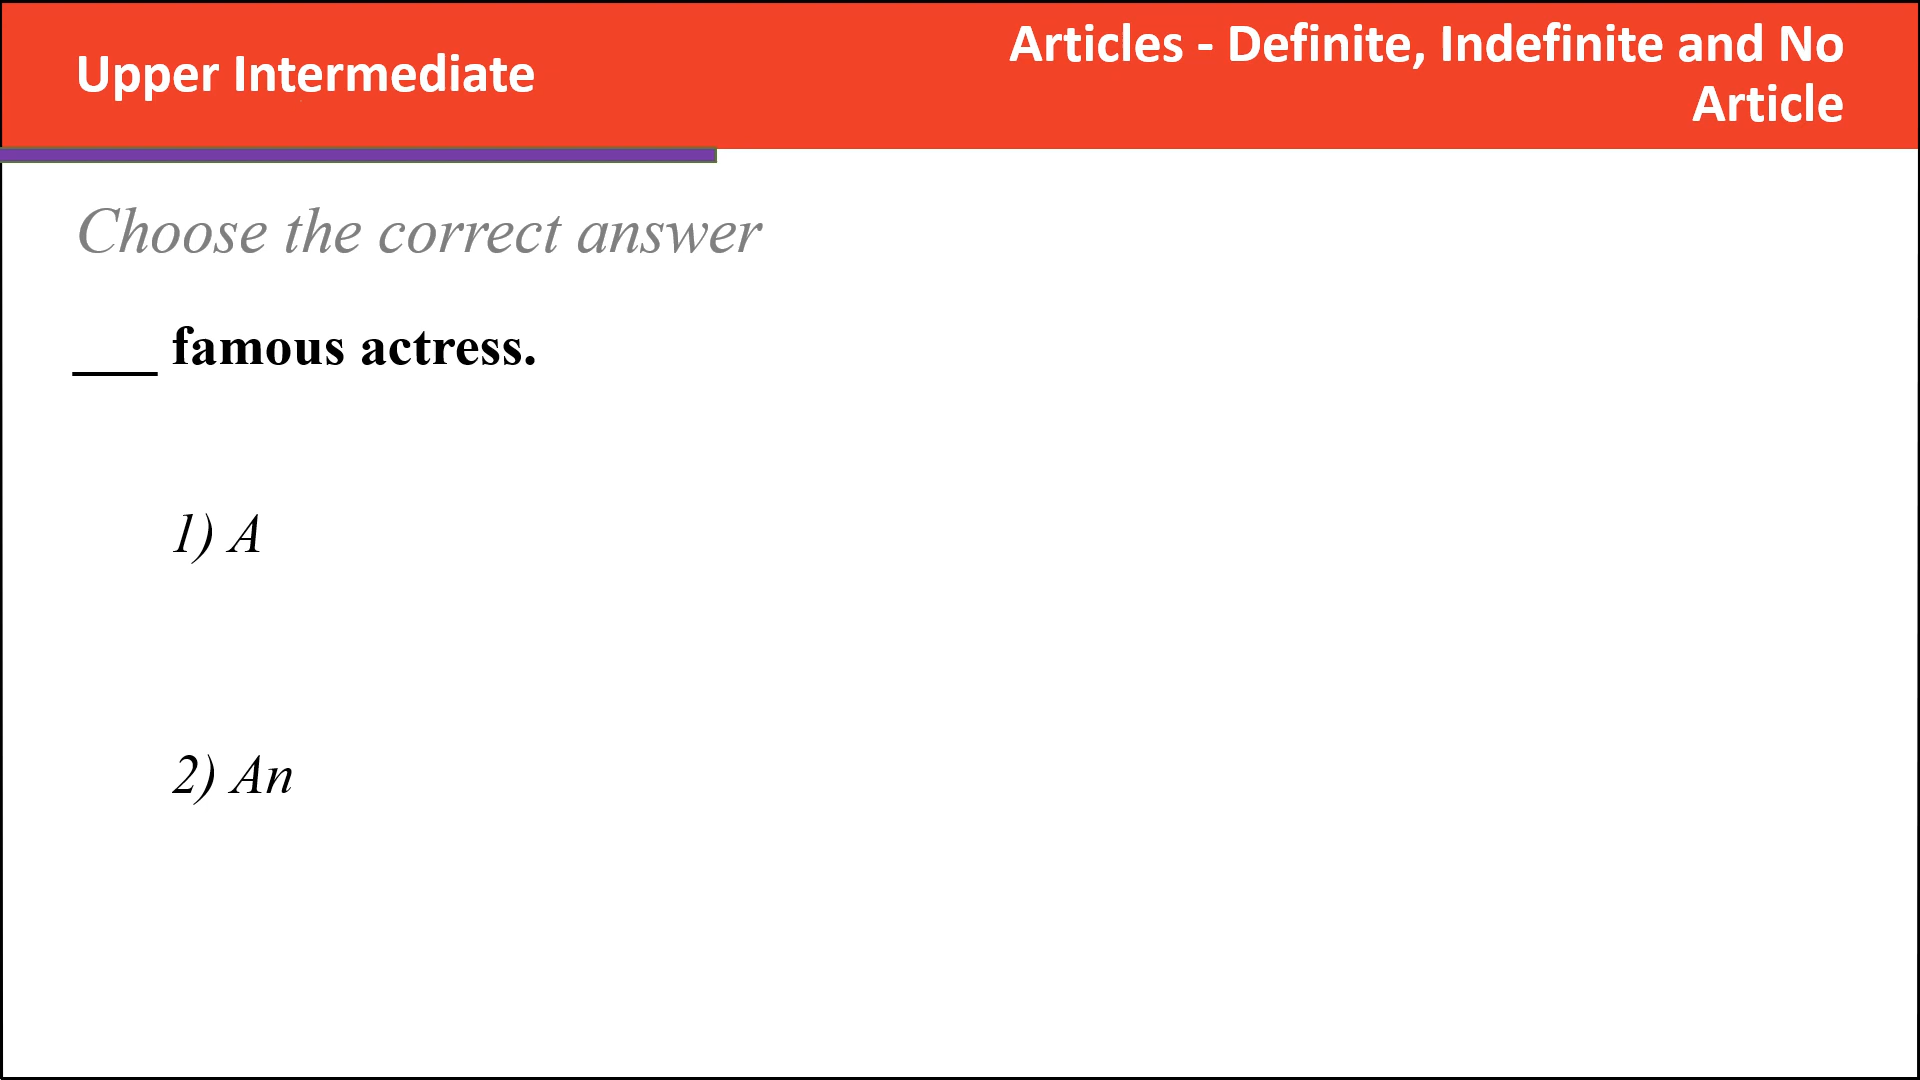 Upper Intermediate
Articles - Definite, Indefinite and No
Article
Choose the correct answer
___ famous actress.
1) A
2) An